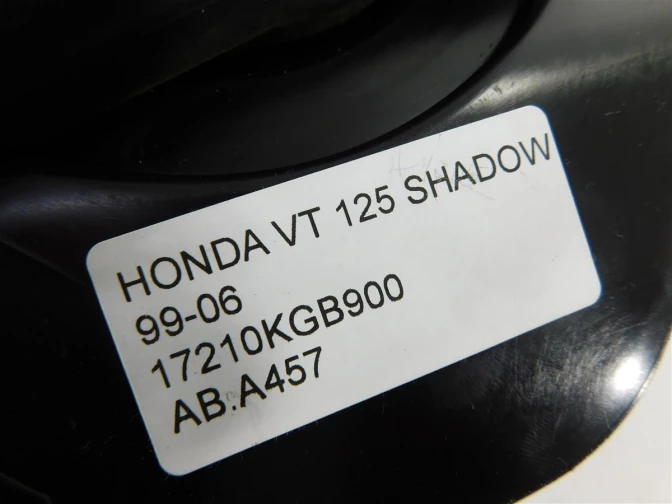 HONDA VT 125 SHADOW
99-06
17210KGB900
AB.A457